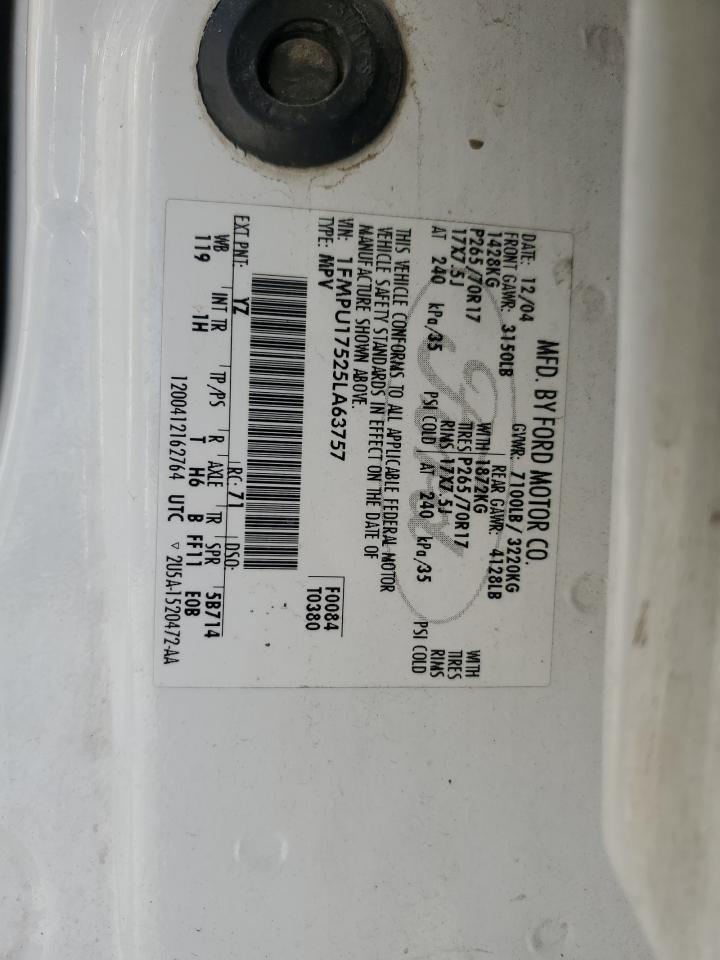 MFD. BY FORD MOTOR CO.
DATE: 12/04 GVWR: 7100LB/ 3220KG
FRONT GAWR: 3150LB REAR GAWR: 4128LB
1428KG WITH 1872KG WITH
P265/70R17 TIRES P265/70R17 TIRES
17X7.5J RIMS 17X7.5J RIMS
AT 240 kPa/35 PSI COLD AT 240 kPa/35 PSI COLD
THIS VEHICLE CONFORMS TO ALL APPLICABLE FEDERAL MOTOR
VEHICLE SAFETY STANDARDS IN EFFECT ON THE DATE OF
MANUFACTURE SHOWN ABOVE.
VIN: 1FMPU17525LA63757 F0084
TYPE: MPV T0380
EXT PNT: YZ RC: 71 DSO:
WB INT TR TP/PS R AXLE TR SPR 5B714
119 1H T H6 B FF11 E0B
1200412162764 UTC ▽ 2U5A-1520472-AA